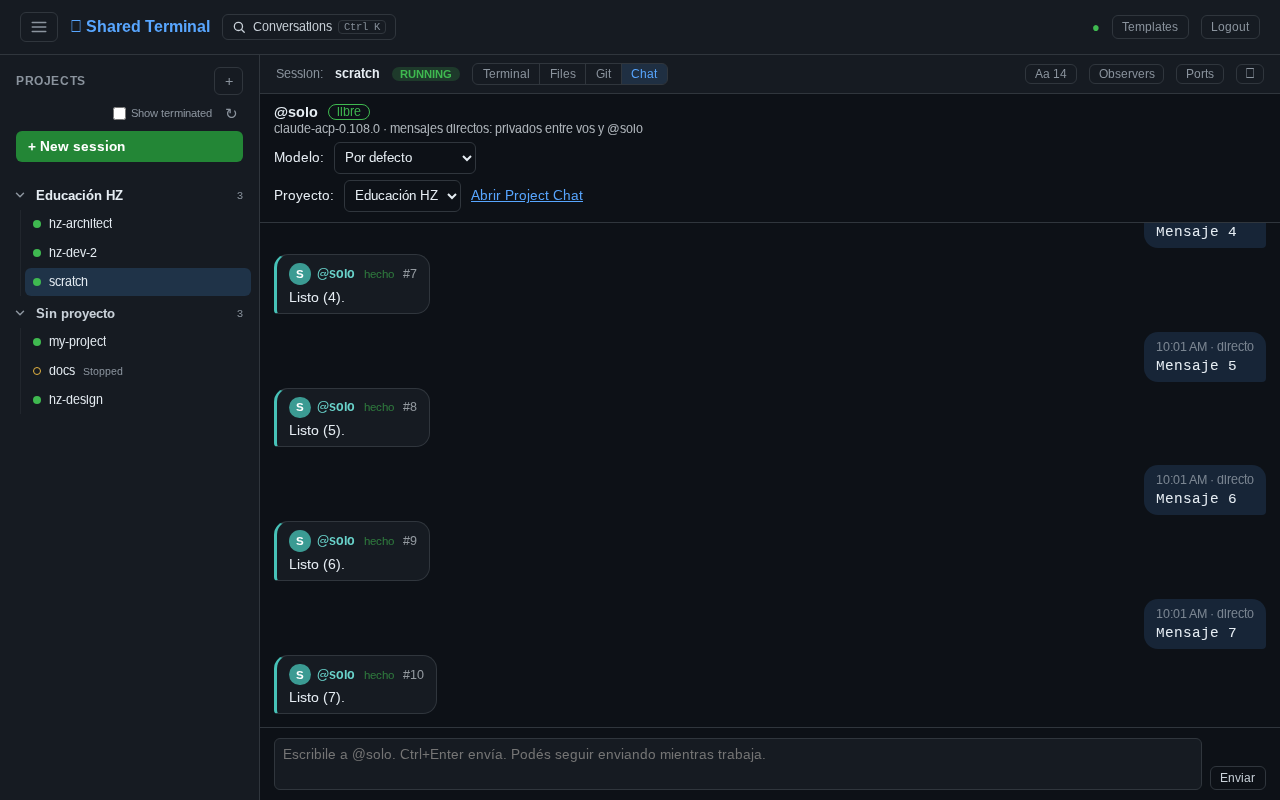 Shared Terminal
Conversations Ctrl K
Templates
Logout
PROJECTS
+
Show terminated
+ New session
Educación HZ 3
hz-architect
hz-dev-2
scratch
Sin proyecto 3
my-project
docs Stopped
hz-design
Session: scratch RUNNING Terminal Files Git Chat
Aa 14 Observers Ports
@solo libre
claude-acp-0.108.0 · mensajes directos: privados entre vos y @solo
Modelo: Por defecto
Proyecto: Educación HZ Abrir Project Chat
Mensaje 4
S @solo hecho #7
Listo (4).
10:01 AM · directo
Mensaje 5
S @solo hecho #8
Listo (5).
10:01 AM · directo
Mensaje 6
S @solo hecho #9
Listo (6).
10:01 AM · directo
Mensaje 7
S @solo hecho #10
Listo (7).
Escribile a @solo. Ctrl+Enter envía. Podés seguir enviando mientras trabaja.
Enviar